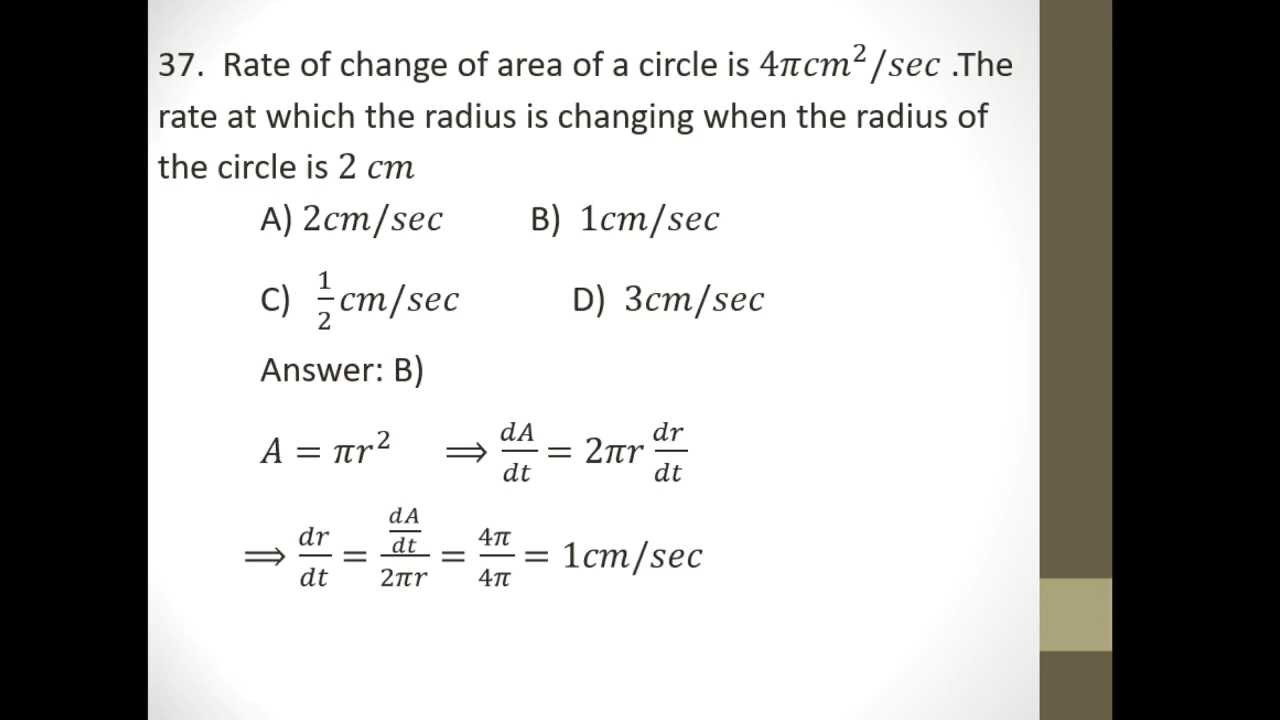 37. Rate of change of area of a circle is 4πcm²/sec .The
rate at which the radius is changing when the radius of
the circle is 2 cm
A) 2cm/sec B) 1cm/sec
C) 1/2 cm/sec D) 3cm/sec
Answer: B)
A = πr² ⟹ dA/dt = 2πr dr/dt
⟹ dr/dt = (dA/dt)/(2πr) = 4π/4π = 1cm/sec